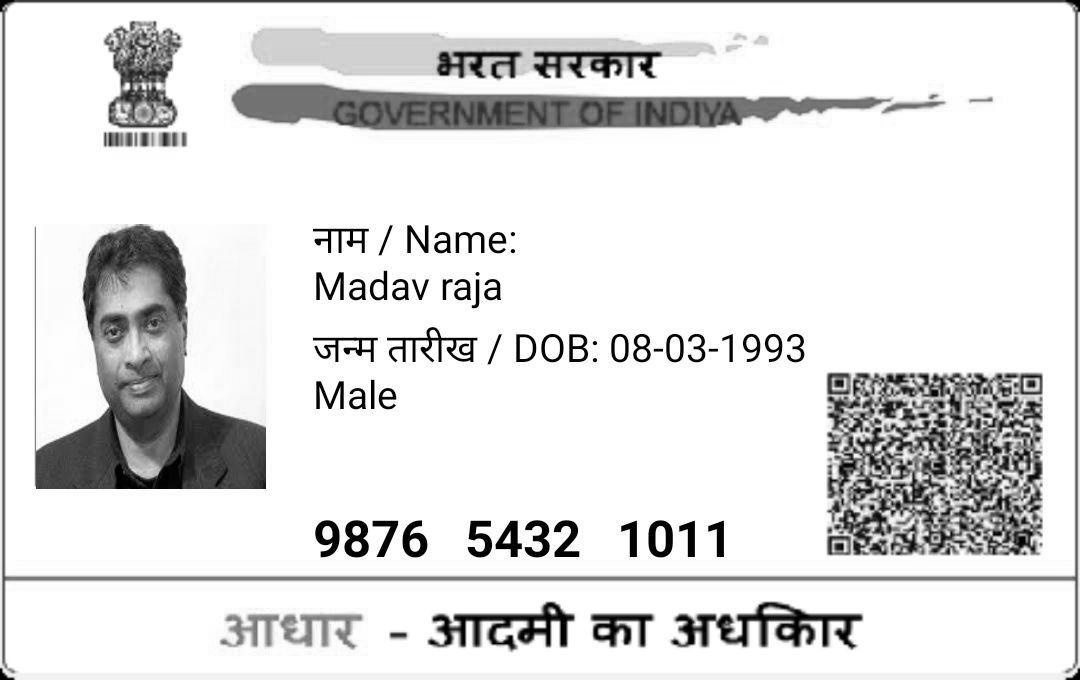 भरत सरकार
GOVERNMENT OF INDIYA
नाम / Name:
Madav raja
जन्म तारीख / DOB: 08-03-1993
Male
9876 5432 1011
आधार - आदमी का अधकिार